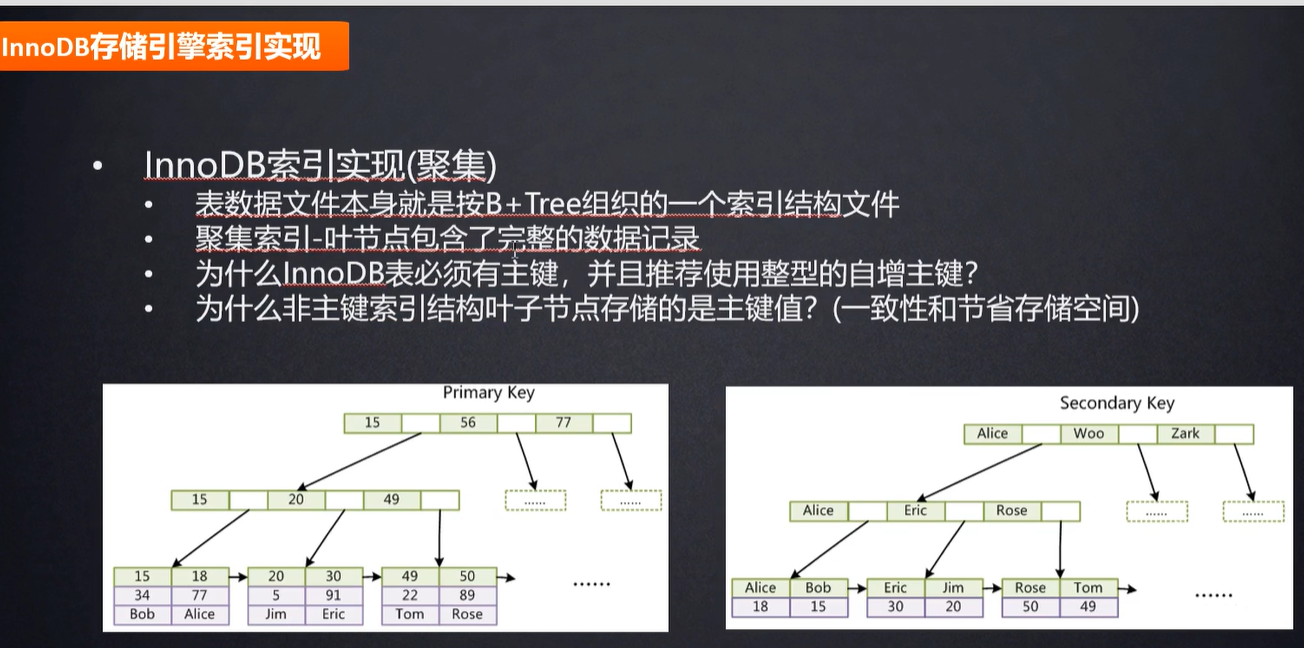 InnoDB存储引擎索引实现
• InnoDB索引实现(聚集)
• 表数据文件本身就是按B+Tree组织的一个索引结构文件
• 聚集索引-叶节点包含了完整的数据记录
• 为什么InnoDB表必须有主键，并且推荐使用整型的自增主键？
• 为什么非主键索引结构叶子节点存储的是主键值？(一致性和节省存储空间)
Primary Key
15 56 77
15 20 49
...... ......
15 18 20 30 49 50
34 77 5 91 22 89
Bob Alice Jim Eric Tom Rose
......
Secondary Key
Alice Woo Zark
Alice Eric Rose
...... ......
Alice Bob Eric Jim Rose Tom
18 15 30 20 50 49
......